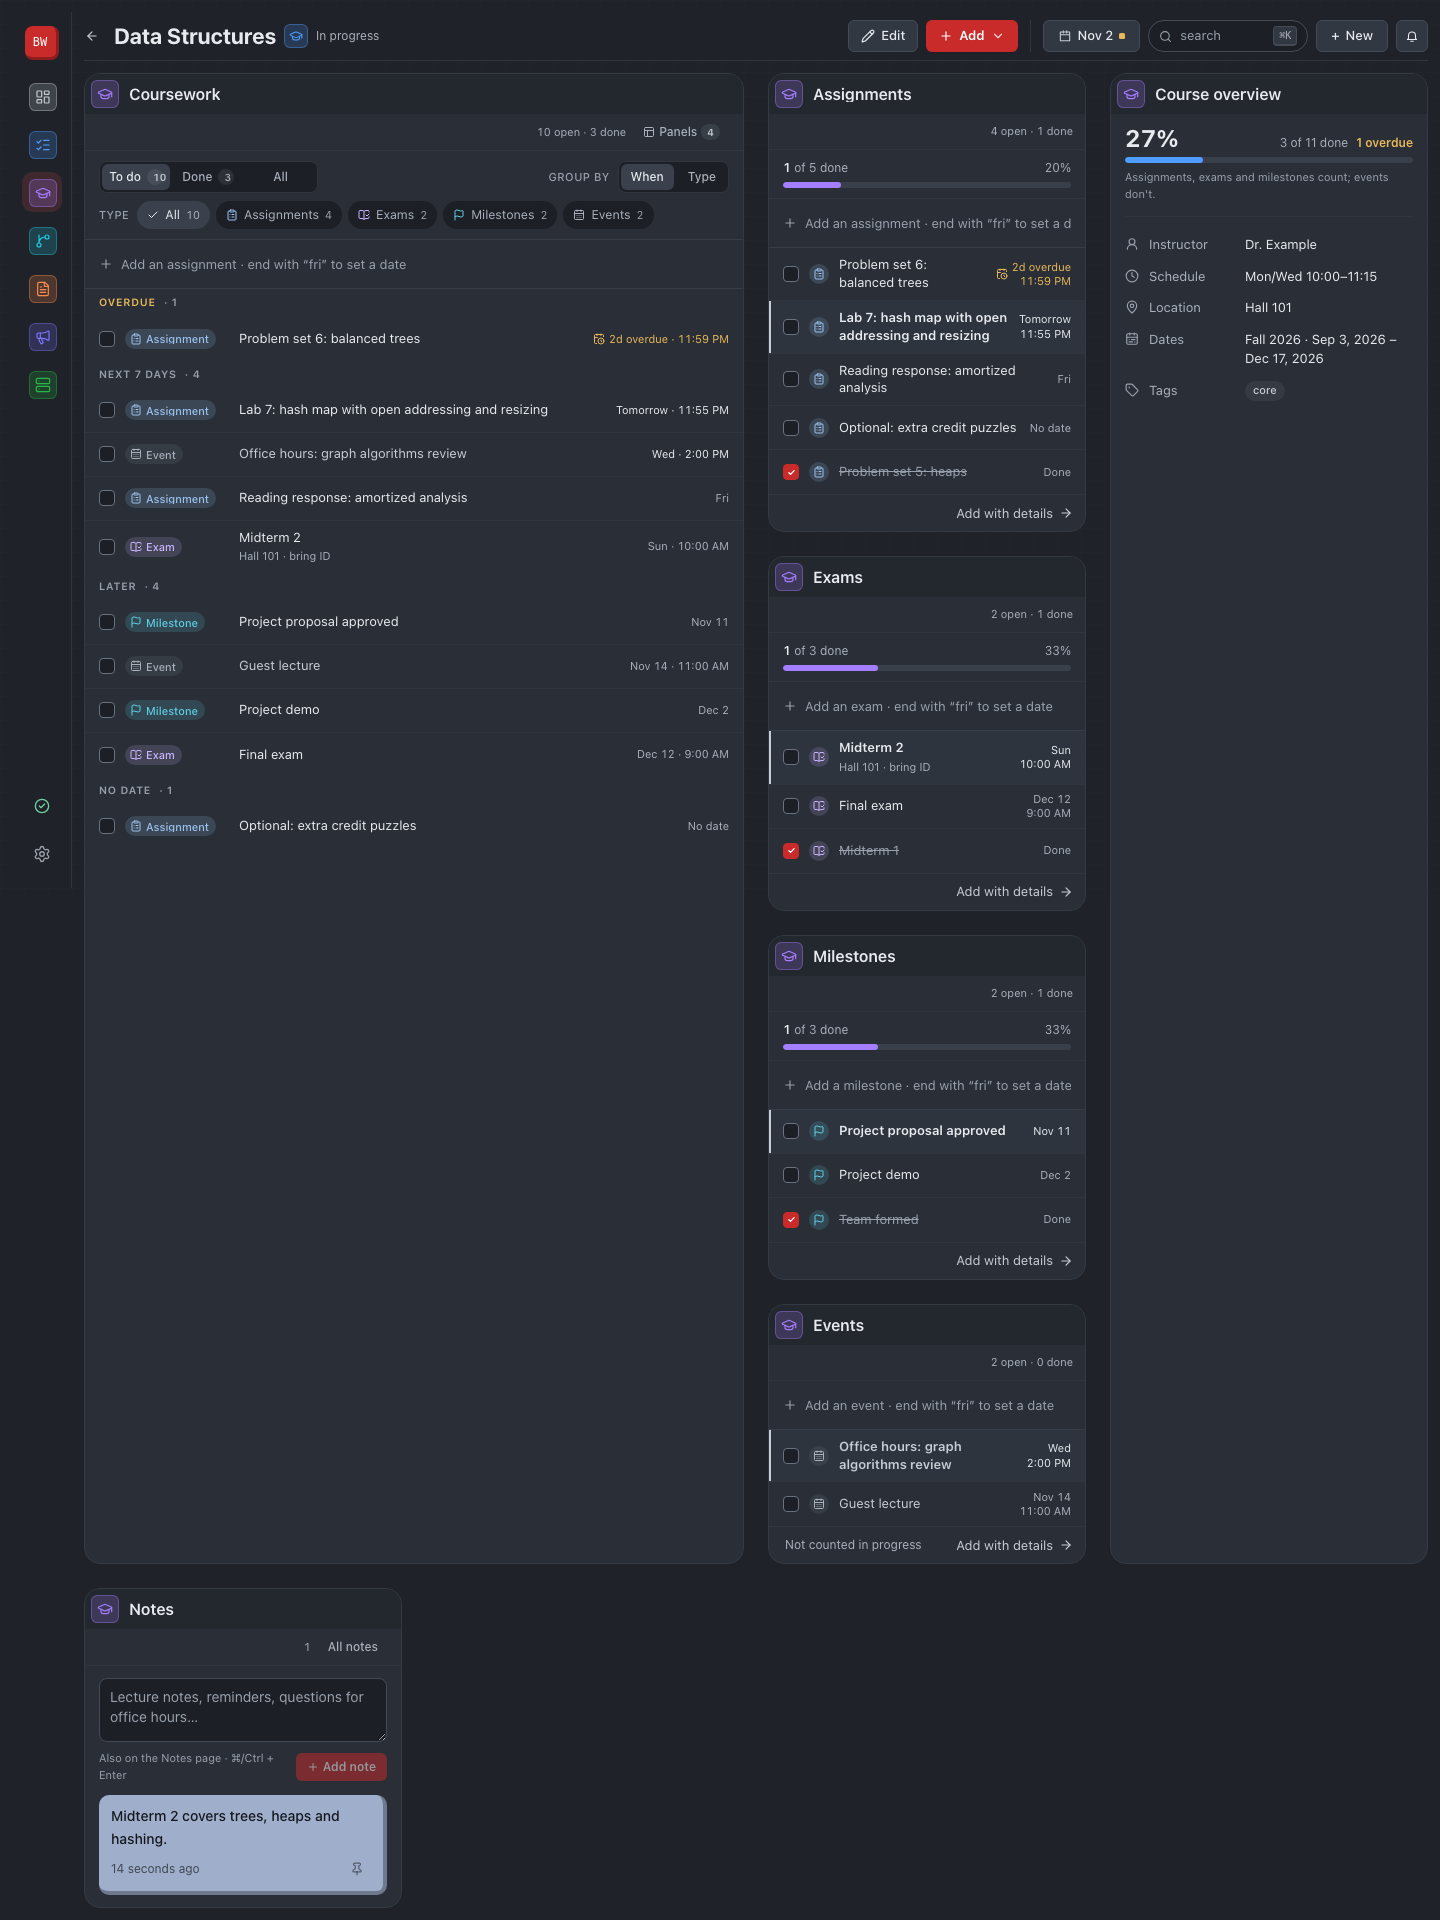 BW
Data Structures
In progress
Edit
Add
Nov 2
search
⌘K
+ New
Coursework
10 open · 3 done
Panels 4
To do 10
Done 3
All
GROUP BY
When
Type
TYPE
All 10
Assignments 4
Exams 2
Milestones 2
Events 2
+ Add an assignment · end with “fri” to set a date
OVERDUE · 1
Assignment
Problem set 6: balanced trees
2d overdue · 11:59 PM
NEXT 7 DAYS · 4
Assignment
Lab 7: hash map with open addressing and resizing
Tomorrow · 11:55 PM
Event
Office hours: graph algorithms review
Wed · 2:00 PM
Assignment
Reading response: amortized analysis
Fri
Exam
Midterm 2
Hall 101 · bring ID
Sun · 10:00 AM
LATER · 4
Milestone
Project proposal approved
Nov 11
Event
Guest lecture
Nov 14 · 11:00 AM
Milestone
Project demo
Dec 2
Exam
Final exam
Dec 12 · 9:00 AM
NO DATE · 1
Assignment
Optional: extra credit puzzles
No date
Assignments
4 open · 1 done
1 of 5 done
20%
+ Add an assignment · end with “fri” to set a d
Problem set 6:
balanced trees
2d overdue
11:59 PM
Lab 7: hash map with open
addressing and resizing
Tomorrow
11:55 PM
Reading response: amortized
analysis
Fri
Optional: extra credit puzzles
No date
Problem set 5: heaps
Done
Add with details →
Exams
2 open · 1 done
1 of 3 done
33%
+ Add an exam · end with “fri” to set a date
Midterm 2
Hall 101 · bring ID
Sun
10:00 AM
Final exam
Dec 12
9:00 AM
Midterm 1
Done
Add with details →
Milestones
2 open · 1 done
1 of 3 done
33%
+ Add a milestone · end with “fri” to set a date
Project proposal approved
Nov 11
Project demo
Dec 2
Team formed
Done
Add with details →
Events
2 open · 0 done
+ Add an event · end with “fri” to set a date
Office hours: graph
algorithms review
Wed
2:00 PM
Guest lecture
Nov 14
11:00 AM
Not counted in progress
Add with details →
Course overview
27%
3 of 11 done
1 overdue
Assignments, exams and milestones count; events
don't.
Instructor
Dr. Example
Schedule
Mon/Wed 10:00–11:15
Location
Hall 101
Dates
Fall 2026 · Sep 3, 2026 –
Dec 17, 2026
Tags
core
Notes
1
All notes
Lecture notes, reminders, questions for
office hours…
Also on the Notes page · ⌘/Ctrl +
Enter
+ Add note
Midterm 2 covers trees, heaps and
hashing.
14 seconds ago